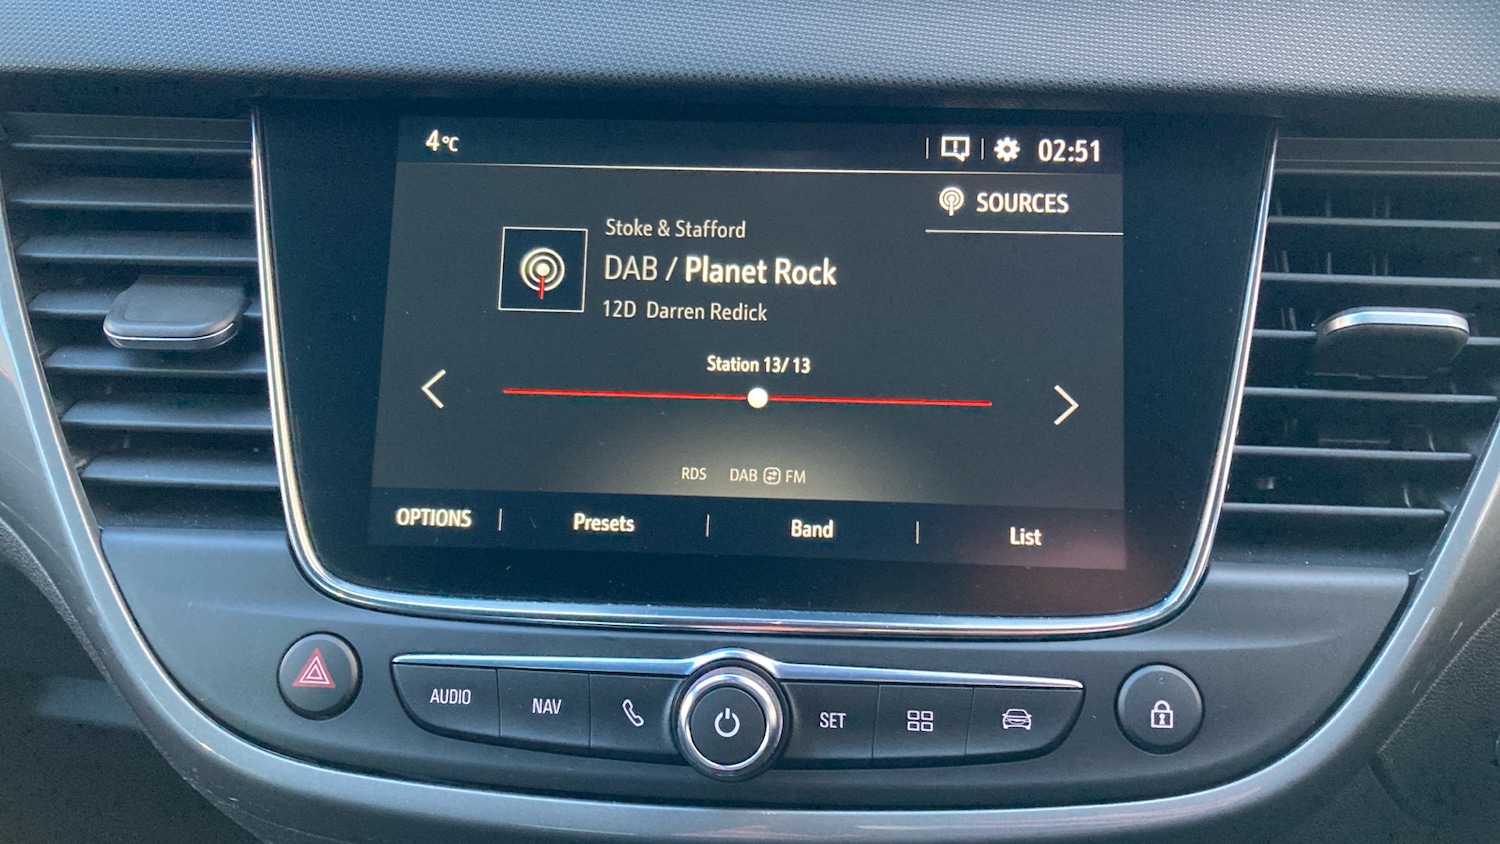 4°C
02:51
SOURCES
Stoke & Stafford
DAB / Planet Rock
12D Darren Redick
Station 13/13
RDS DAB FM
OPTIONS | Presets | Band | List
AUDIO NAV SET